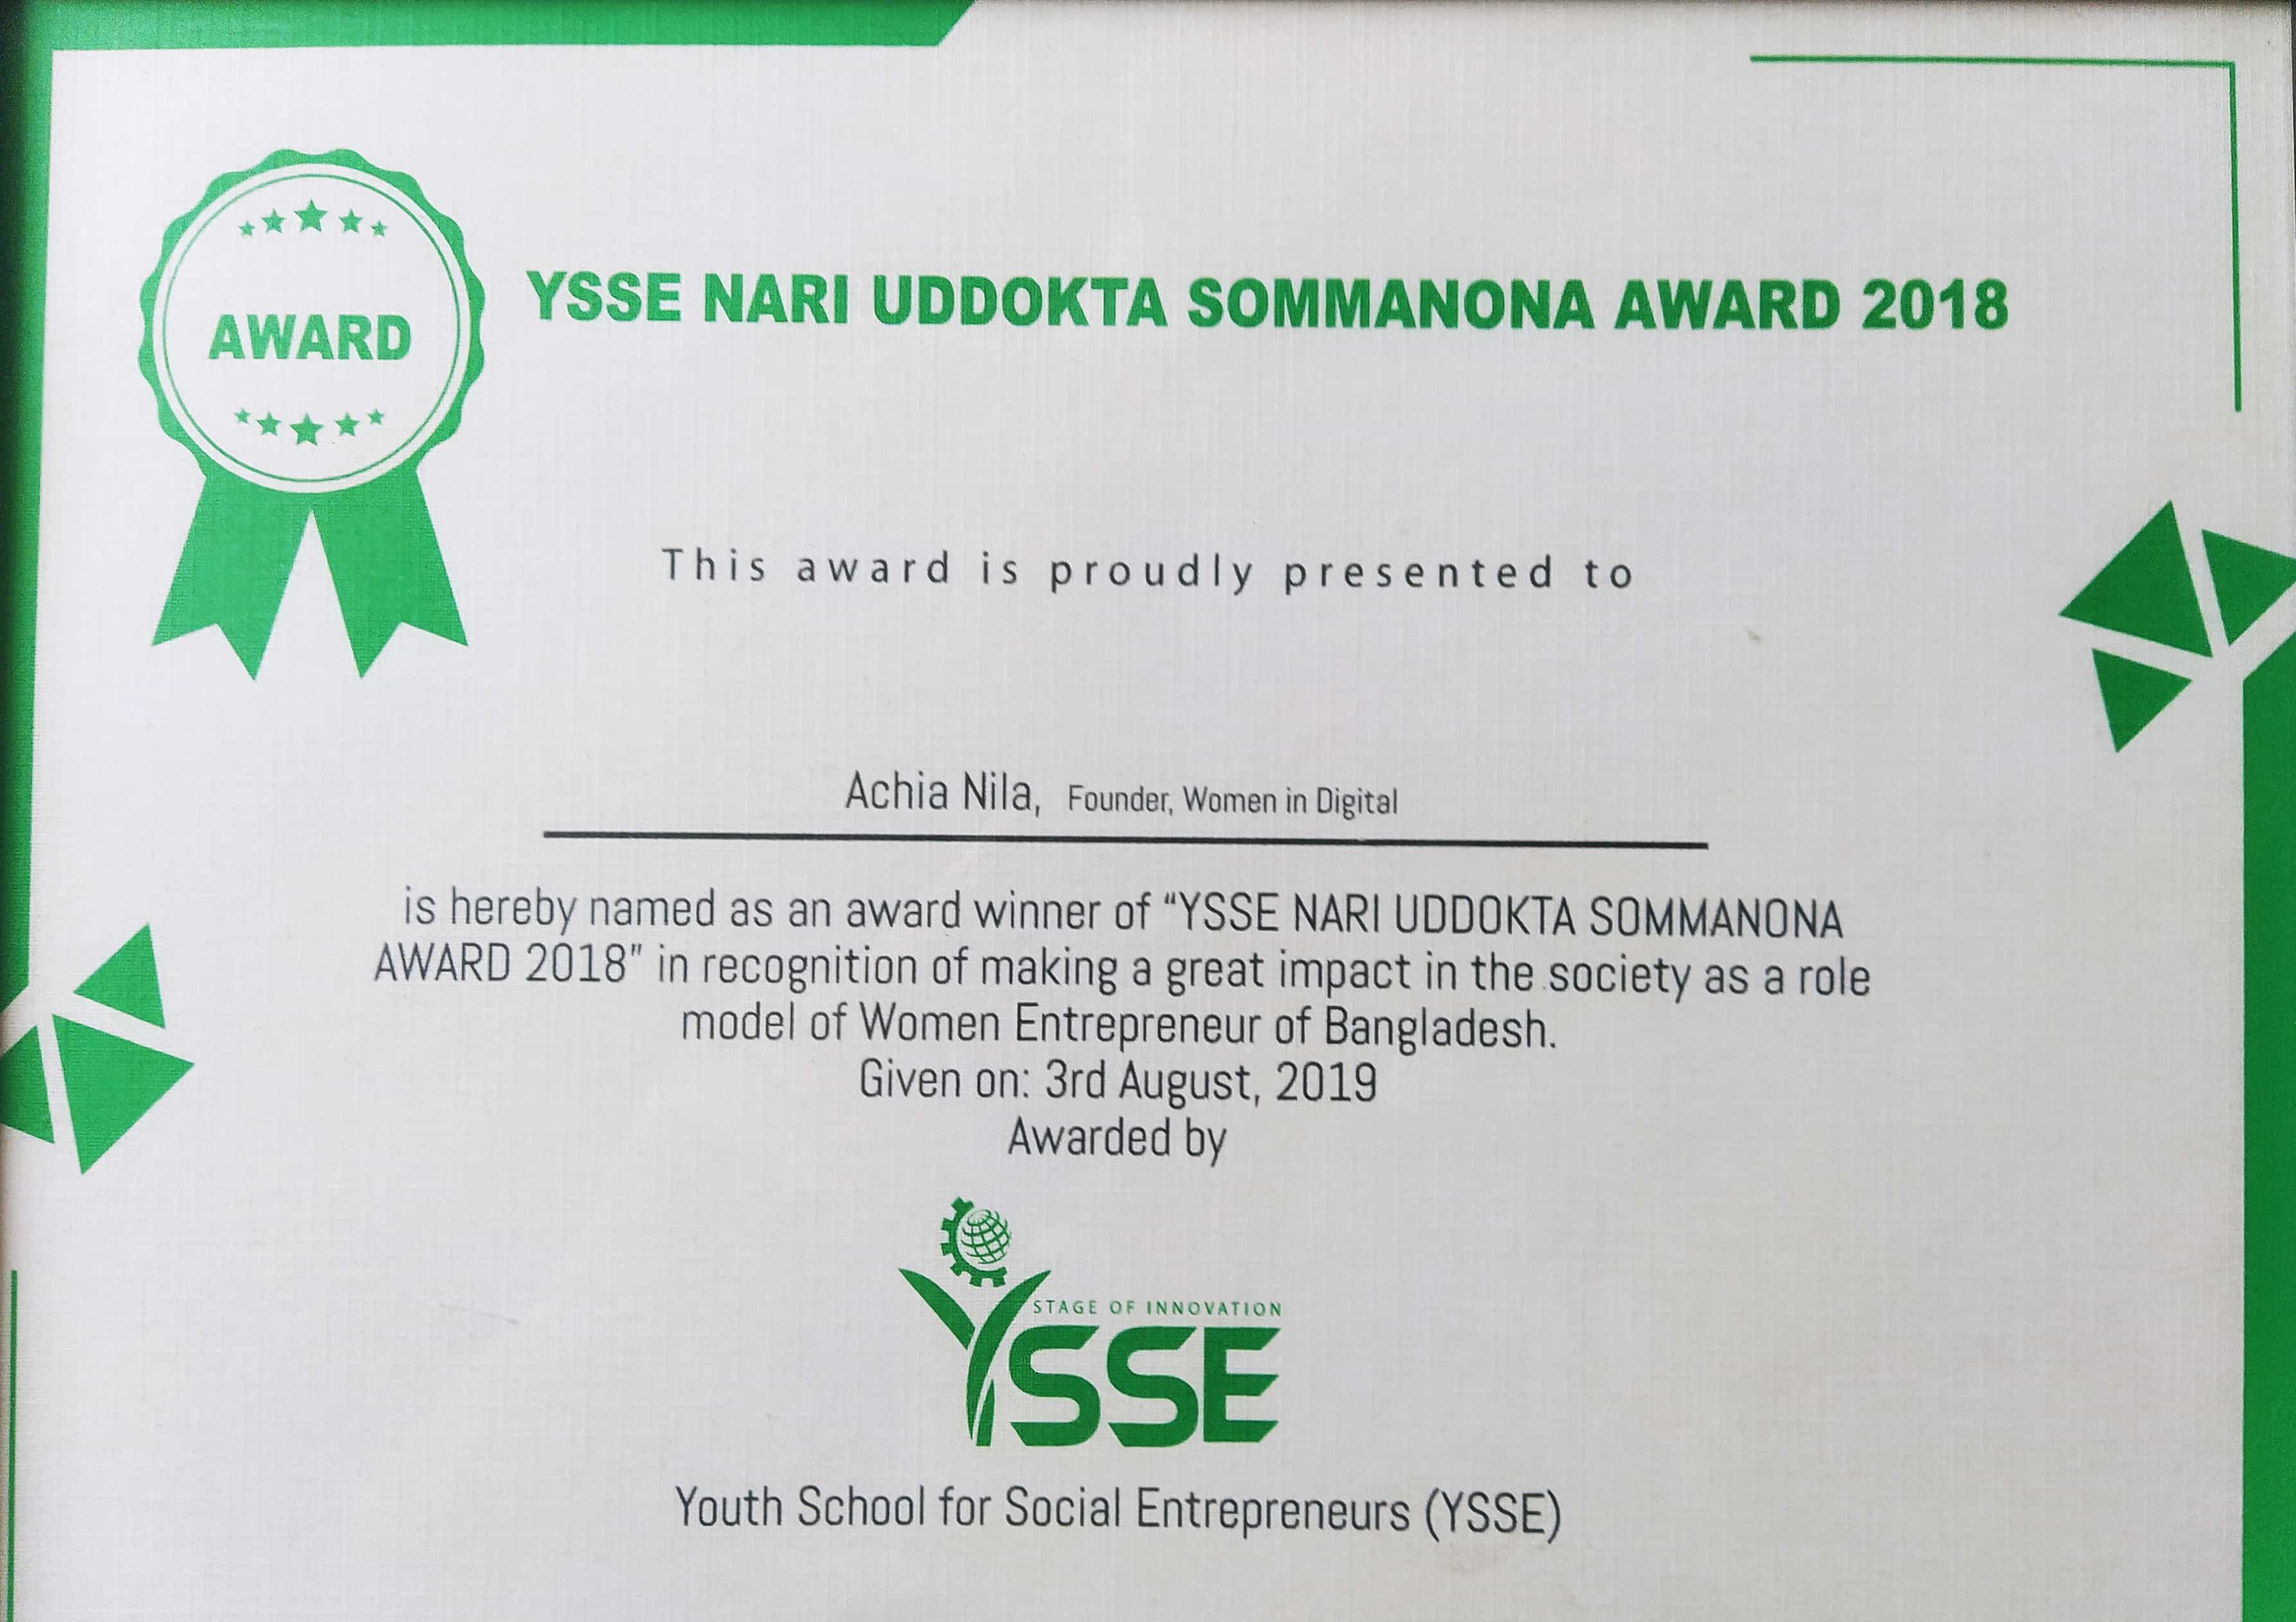 YSSE NARI UDDOKTA SOMMANONA AWARD 2018
AWARD
This award is proudly presented to
Achia Nila, Founder, Women in Digital
is hereby named as an award winner of “YSSE NARI UDDOKTA SOMMANONA
AWARD 2018” in recognition of making a great impact in the society as a role
model of Women Entrepreneur of Bangladesh.
Given on: 3rd August, 2019
Awarded by
STAGE OF INNOVATION
YSSE
Youth School for Social Entrepreneurs (YSSE)